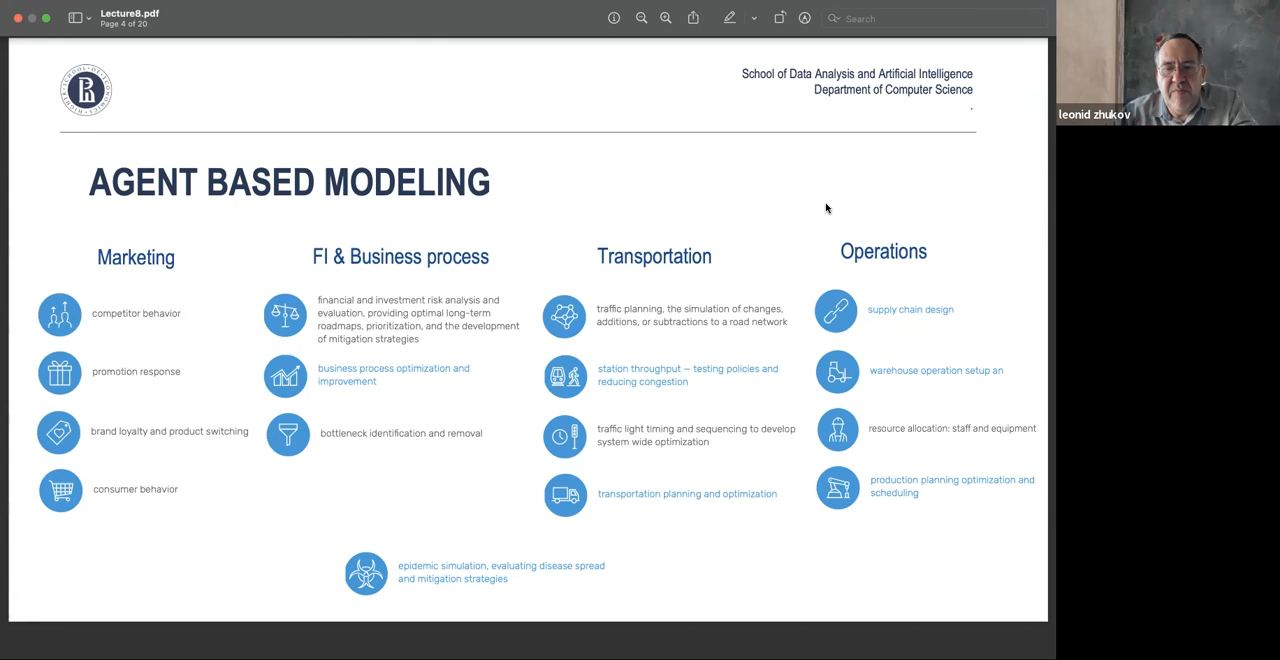 Lecture8.pdf
Page 4 of 20
Search
leonid zhukov
School of Data Analysis and Artificial Intelligence
Department of Computer Science
.
AGENT BASED MODELING
Marketing
competitor behavior
promotion response
brand loyalty and product switching
consumer behavior
FI & Business process
financial and investment risk analysis and
evaluation, providing optimal long-term
roadmaps, prioritization, and the development
of mitigation strategies
business process optimization and
improvement
bottleneck identification and removal
Transportation
traffic planning, the simulation of changes,
additions, or subtractions to a road network
station throughput – testing policies and
reducing congestion
traffic light timing and sequencing to develop
system wide optimization
transportation planning and optimization
Operations
supply chain design
warehouse operation setup an
resource allocation: staff and equipment
production planning optimization and
scheduling
epidemic simulation, evaluating disease spread
and mitigation strategies